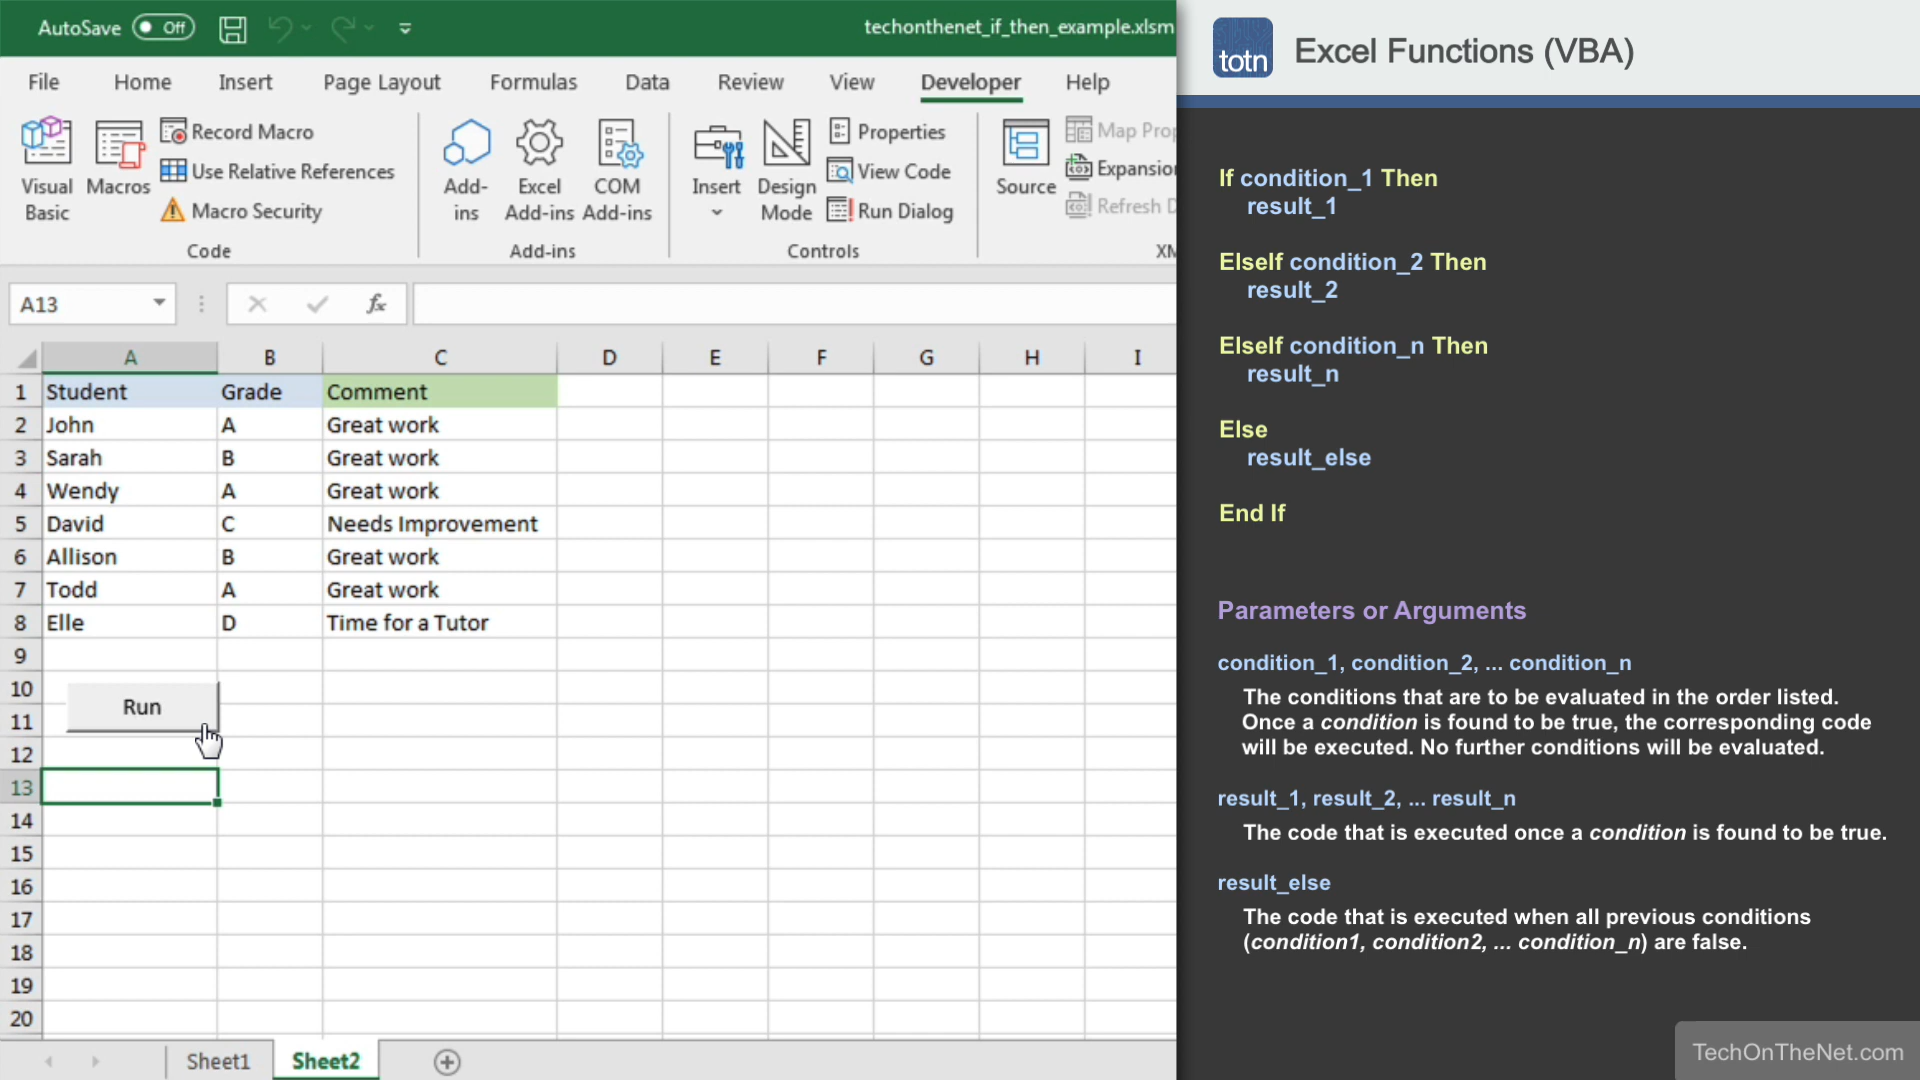 AutoSave Off
techonthenet_if_then_example.xlsm
File Home Insert Page Layout Formulas Data Review View Developer Help
Visual Basic
Macros
Record Macro
Use Relative References
Macro Security
Code
Add-ins
Excel Add-ins
COM Add-ins
Add-ins
Insert
Design Mode
Properties
View Code
Run Dialog
Controls
Source
Map Prop
Expansion
Refresh D
XM
A13
fx
A B C D E F G H I
1 Student Grade Comment
2 John A Great work
3 Sarah B Great work
4 Wendy A Great work
5 David C Needs Improvement
6 Allison B Great work
7 Todd A Great work
8 Elle D Time for a Tutor
9
10
Run
11
12
13
14
15
16
17
18
19
20
Sheet1 Sheet2
totn
Excel Functions (VBA)
If condition_1 Then
result_1
ElseIf condition_2 Then
result_2
ElseIf condition_n Then
result_n
Else
result_else
End If
Parameters or Arguments
condition_1, condition_2, ... condition_n
The conditions that are to be evaluated in the order listed.
Once a condition is found to be true, the corresponding code
will be executed. No further conditions will be evaluated.
result_1, result_2, ... result_n
The code that is executed once a condition is found to be true.
result_else
The code that is executed when all previous conditions
(condition1, condition2, ... condition_n) are false.
TechOnTheNet.com